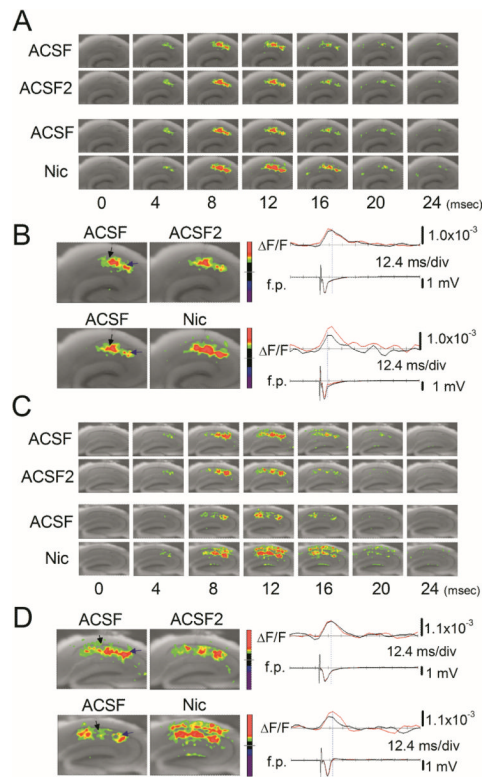 A
ACSF
ACSF2
ACSF
Nic
0 4 8 12 16 20 24 (msec)
B
ACSF ACSF2
ΔF/F 1.0x10⁻³
12.4 ms/div
f.p. 1 mV
ACSF Nic
ΔF/F 1.0x10⁻³
12.4 ms/div
f.p. 1 mV
C
ACSF
ACSF2
ACSF
Nic
0 4 8 12 16 20 24 (msec)
D
ACSF ACSF2
ΔF/F 1.1x10⁻³
12.4 ms/div
f.p. 1 mV
ACSF Nic
ΔF/F 1.1x10⁻³
12.4 ms/div
f.p. 1 mV